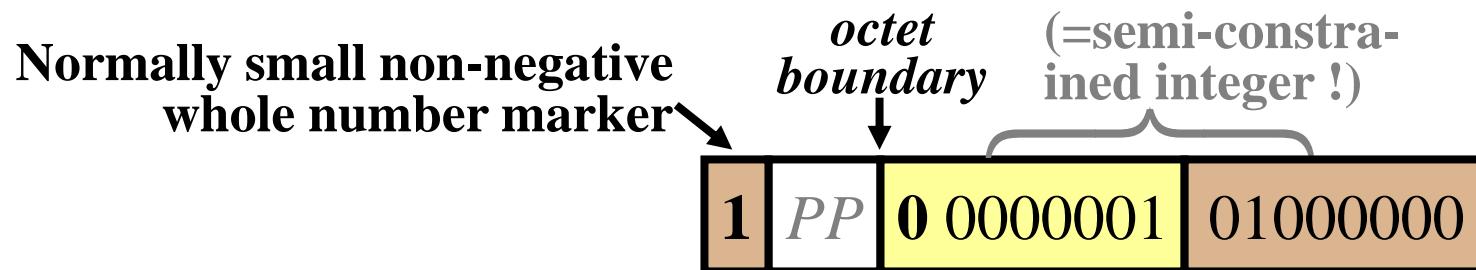 Normally small non-negative
whole number marker
octet
boundary
(=semi-constra-
ined integer !)
1 PP 0 0000001 01000000